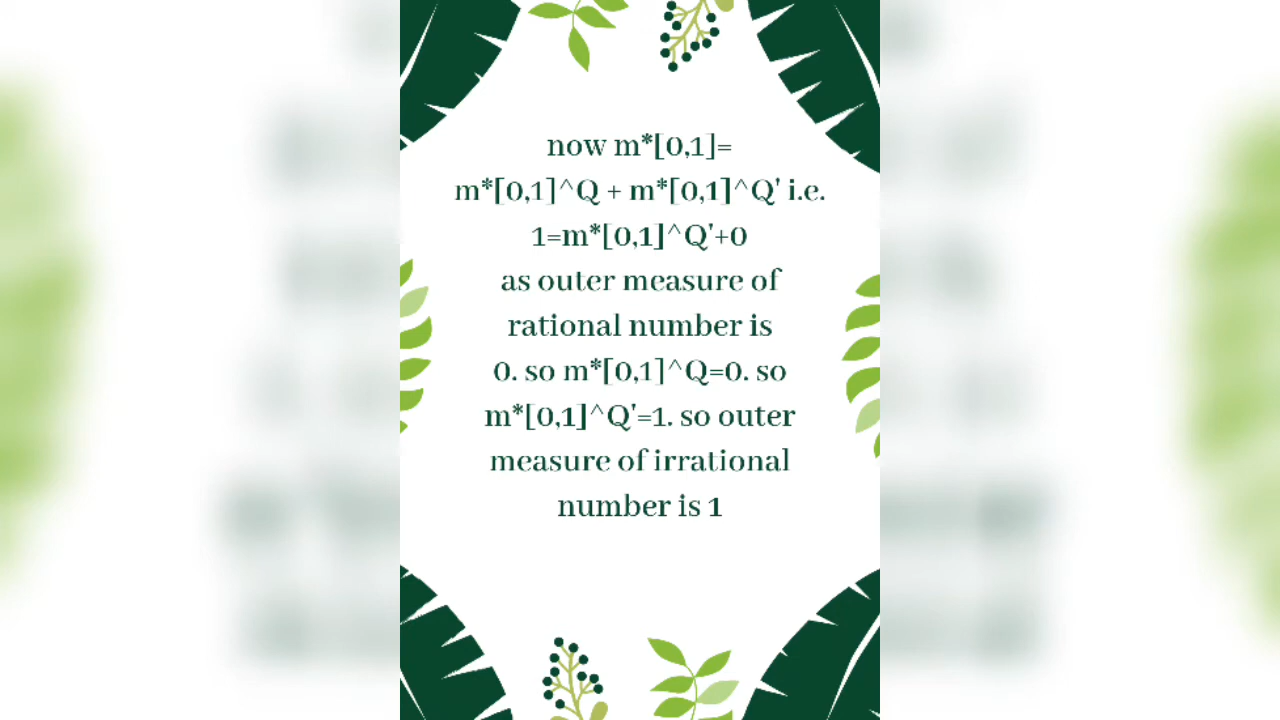 now m*[0,1]=
m*[0,1]^Q + m*[0,1]^Q' i.e.
1=m*[0,1]^Q'+0
as outer measure of
rational number is
0. so m*[0,1]^Q=0. so
m*[0,1]^Q'=1. so outer
measure of irrational
number is 1